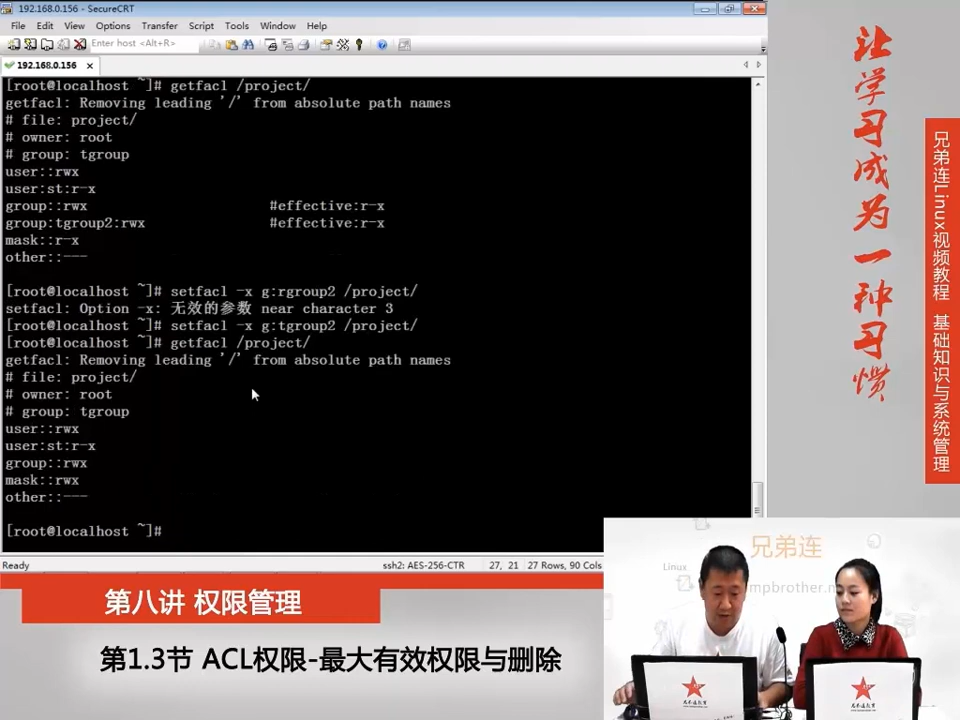 192.168.0.156 - SecureCRT
File Edit View Options Transfer Script Tools Window Help
Enter host <Alt+R>
192.168.0.156
[root@localhost ~]# getfacl /project/
getfacl: Removing leading '/' from absolute path names
# file: project/
# owner: root
# group: tgroup
user::rwx
user:st:r-x
group::rwx #effective:r-x
group:tgroup2:rwx #effective:r-x
mask::r-x
other::---
[root@localhost ~]# setfacl -x g:rgroup2 /project/
setfacl: Option -x: 无效的参数 near character 3
[root@localhost ~]# setfacl -x g:tgroup2 /project/
[root@localhost ~]# getfacl /project/
getfacl: Removing leading '/' from absolute path names
# file: project/
# owner: root
# group: tgroup
user::rwx
user:st:r-x
group::rwx
mask::rwx
other::---
[root@localhost ~]#
Ready ssh2: AES-256-CTR 27, 21 27 Rows, 90 Cols
让学习成为一种习惯
兄弟连Linux视频教程 基础知识与系统管理
第八讲 权限管理
第1.3节 ACL权限-最大有效权限与删除
兄弟连
Linux